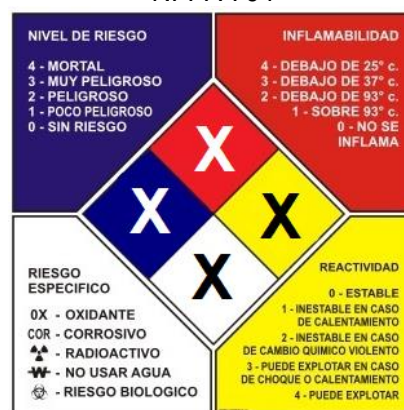 NIVEL DE RIESGO
4 - MORTAL
3 - MUY PELIGROSO
2 - PELIGROSO
1 - POCO PELIGROSO
0 - SIN RIESGO
INFLAMABILIDAD
4 - DEBAJO DE 25° c.
3 - DEBAJO DE 37° c.
2 - DEBAJO DE 93° c.
1 - SOBRE 93° c.
0 - NO SE
INFLAMA
X
X
X
X
RIESGO
ESPECIFICO
0X - OXIDANTE
COR - CORROSIVO
- RADIOACTIVO
W - NO USAR AGUA
- RIESGO BIOLOGICO
REACTIVIDAD
0 - ESTABLE
1 - INESTABLE EN CASO
DE CALENTAMIENTO
2 - INESTABLE EN CASO
DE CAMBIO QUIMICO VIOLENTO
3 - PUEDE EXPLOTAR EN CASO
DE CHOQUE O CALENTAMIENTO
4 - PUEDE EXPLOTAR